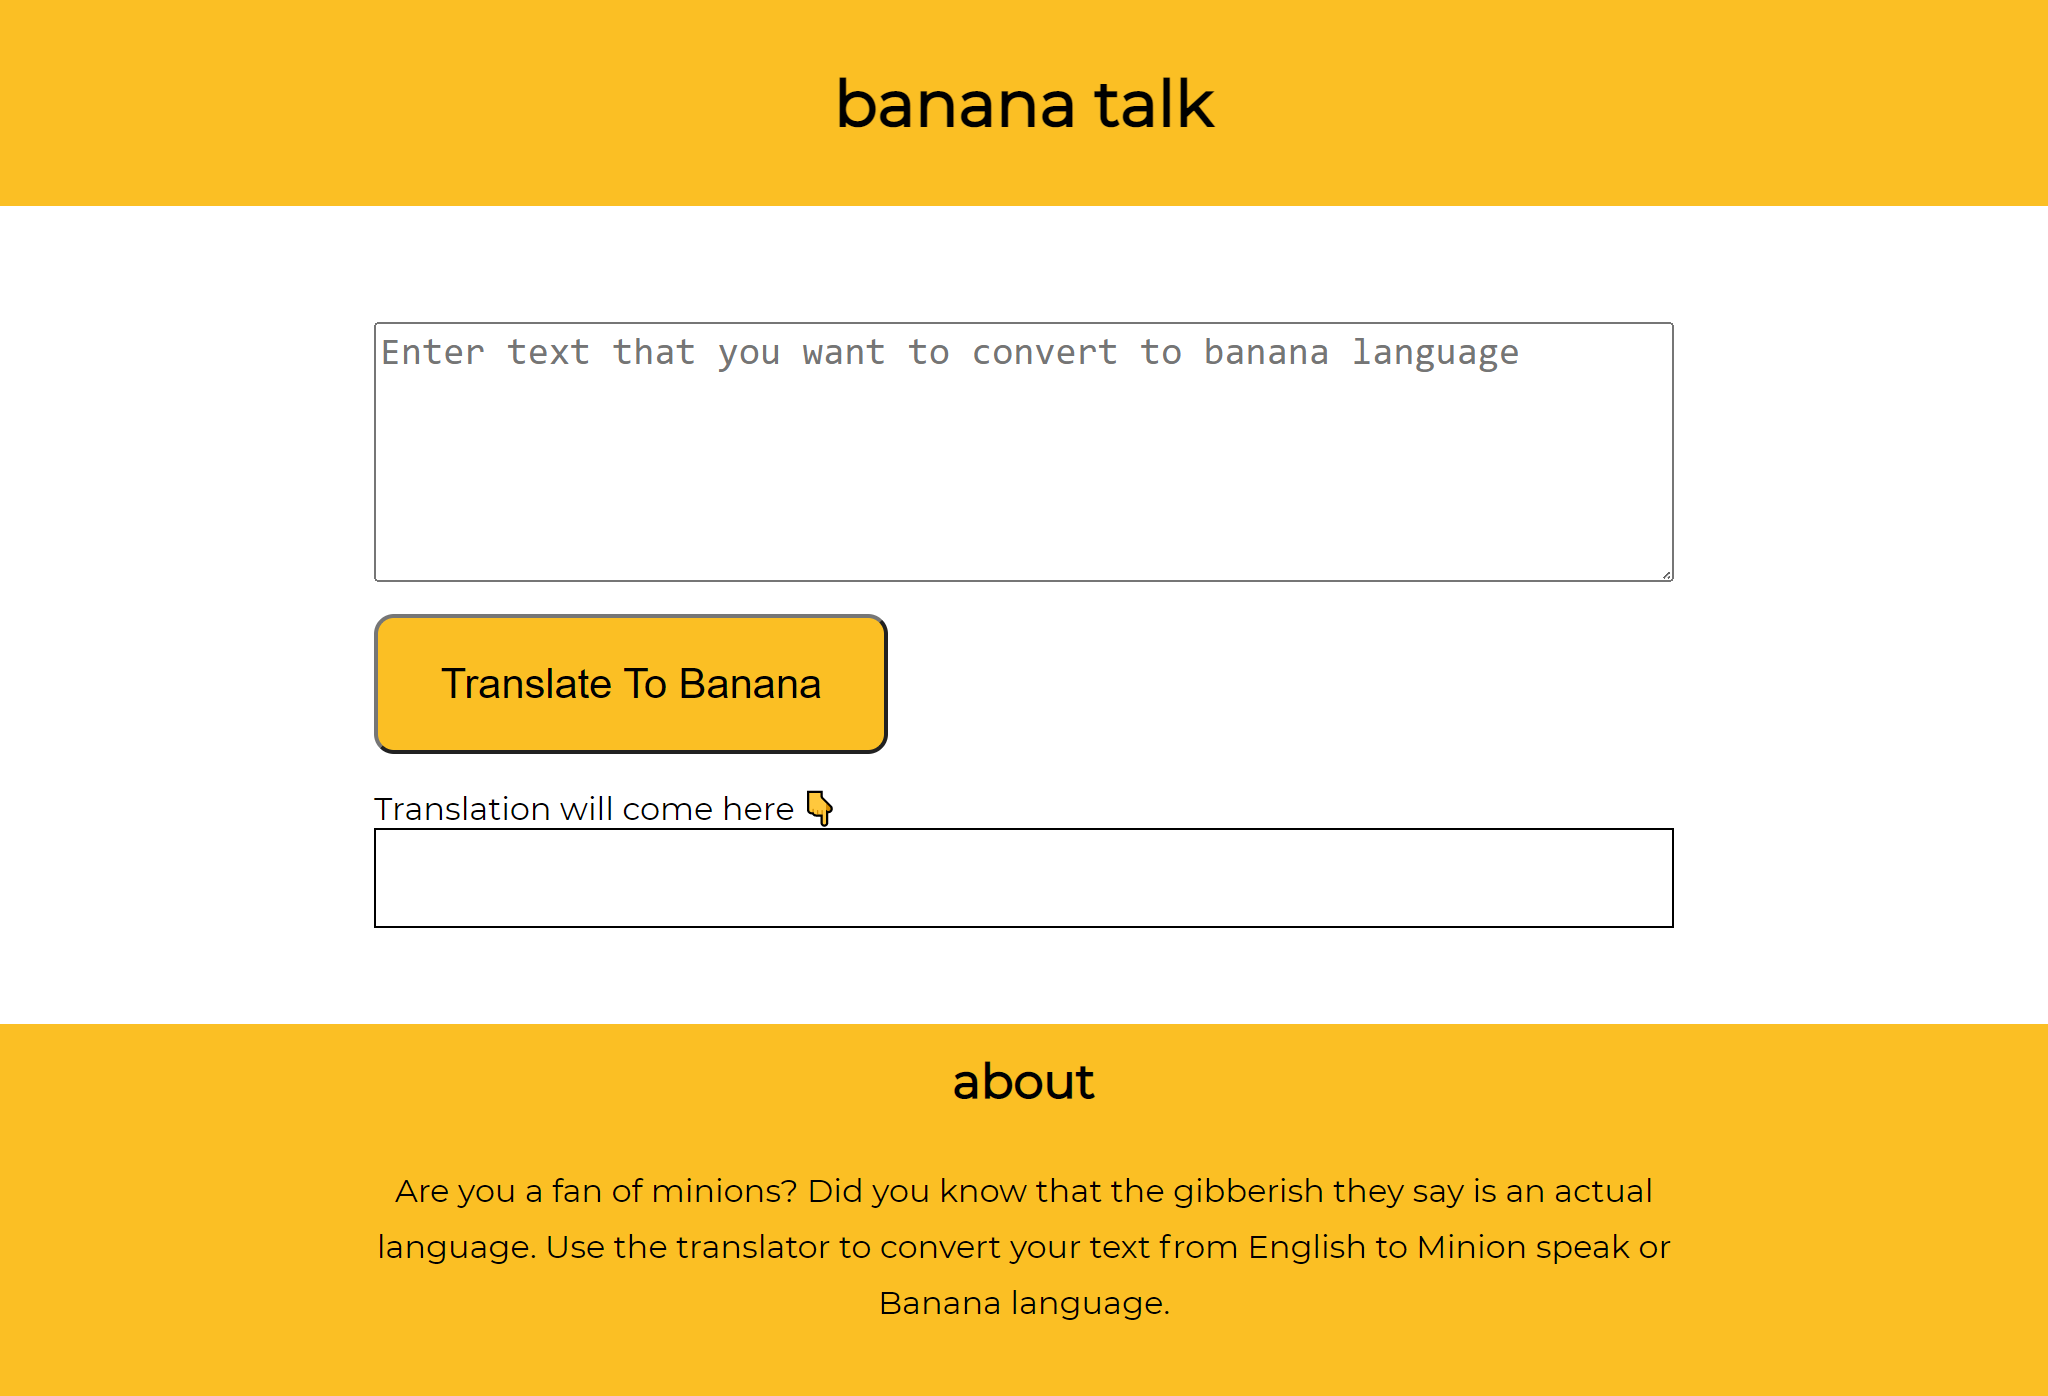 banana talk
Enter text that you want to convert to banana language
Translate To Banana
Translation will come here 👇
about
Are you a fan of minions? Did you know that the gibberish they say is an actual
language. Use the translator to convert your text from English to Minion speak or
Banana language.